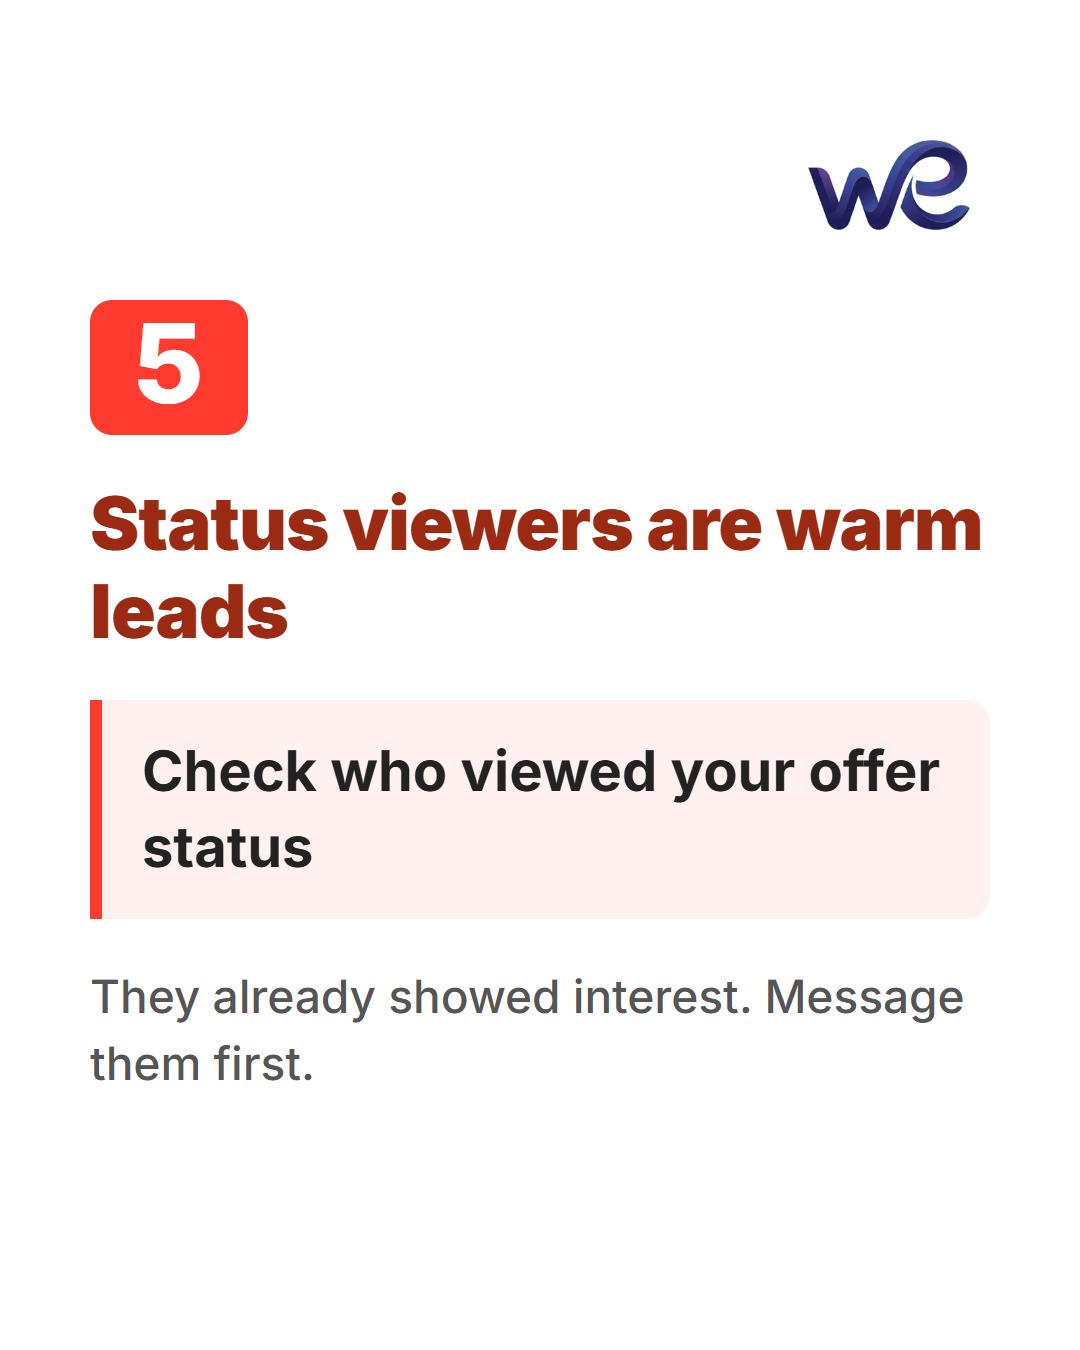 we
5
Status viewers are warm
leads
Check who viewed your offer
status
They already showed interest. Message
them first.